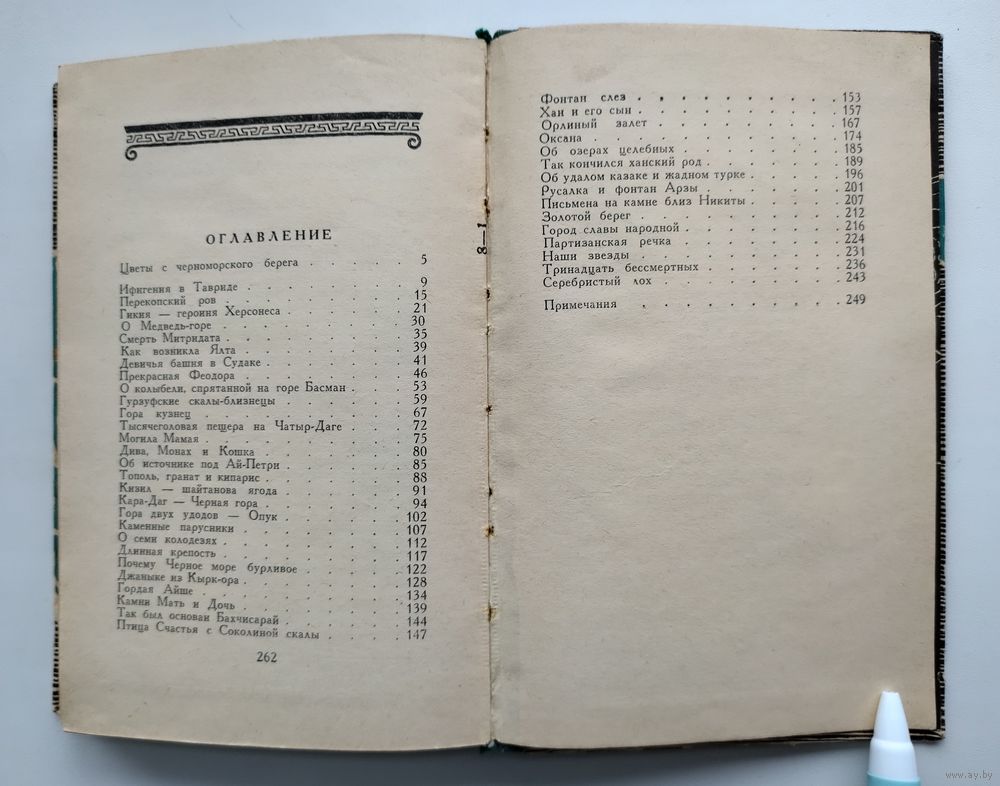 ОГЛАВЛЕНИЕ
Цветы с черноморского берега . . . . . 5
Ифигения в Тавриде . . . . . . . 9
Перекопский ров . . . . . . . . 15
Гикия — героиня Херсонеса . . . . . 21
О Медведь-горе . . . . . . . . 30
Смерть Митридата . . . . . . . . 35
Как возникла Ялта . . . . . . . 39
Девичья башня в Судаке . . . . . . 41
Прекрасная Феодора . . . . . . . 46
О колыбели, спрятанной на горе Басман . . . 53
Гурзуфские скалы-близнецы . . . . . 59
Гора кузнец . . . . . . . . 67
Тысячеголовая пещера на Чатыр-Даге . . . 72
Могила Мамая . . . . . . . . 75
Дива, Монах и Кошка . . . . . . 80
Об источнике под Ай-Петри . . . . . 85
Тополь, гранат и кипарис . . . . . . 88
Кизил — шайтанова ягода . . . . . 91
Кара-Даг — Черная гора . . . . . . 94
Гора двух удодов — Опук . . . . . 102
Каменные парусники . . . . . . . 107
О семи колодезях . . . . . . . 112
Длинная крепость . . . . . . . 117
Почему Черное море бурливое . . . . . 122
Джаныке из Кырк-ора . . . . . . 128
Гордая Айше . . . . . . . . 134
Камни Мать и Дочь . . . . . . . 139
Так был основан Бахчисарай . . . . . 144
Птица Счастья с Соколиной скалы . . . . 147
262
8—1
Фонтан слез . . . . . . . . . 153
Хан и его сын . . . . . . . . 157
Орлиный залет . . . . . . . . 167
Оксана . . . . . . . . . . 174
Об озерах целебных . . . . . . . 185
Так кончился ханский род . . . . . . 189
Об удалом казаке и жадном турке . . . . 196
Русалка и фонтан Арзы . . . . . . 201
Письмена на камне близ Никиты . . . . 207
Золотой берег . . . . . . . . 212
Город славы народной . . . . . . . 216
Партизанская речка . . . . . . . 224
Наши звезды . . . . . . . . 231
Тринадцать бессмертных . . . . . . 236
Серебристый лох . . . . . . . . 243
Примечания . . . . . . . . 249
www.ay.by